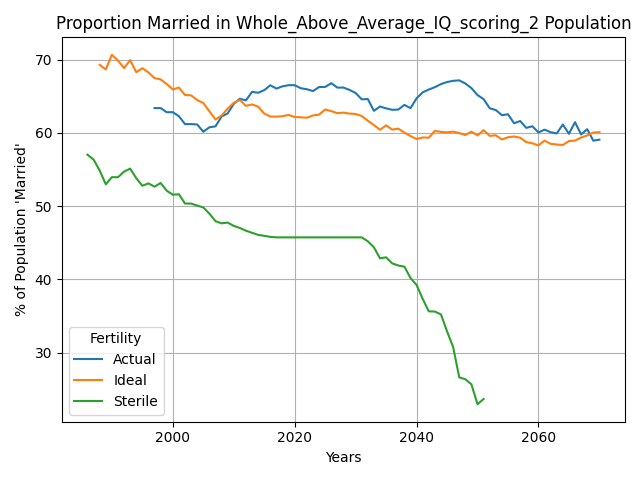 Proportion Married in Whole_Above_Average_IQ_scoring_2 Population
% of Population 'Married'
70
60
50
40
30
Fertility
Actual
Ideal
Sterile
2000
2020
2040
2060
Years